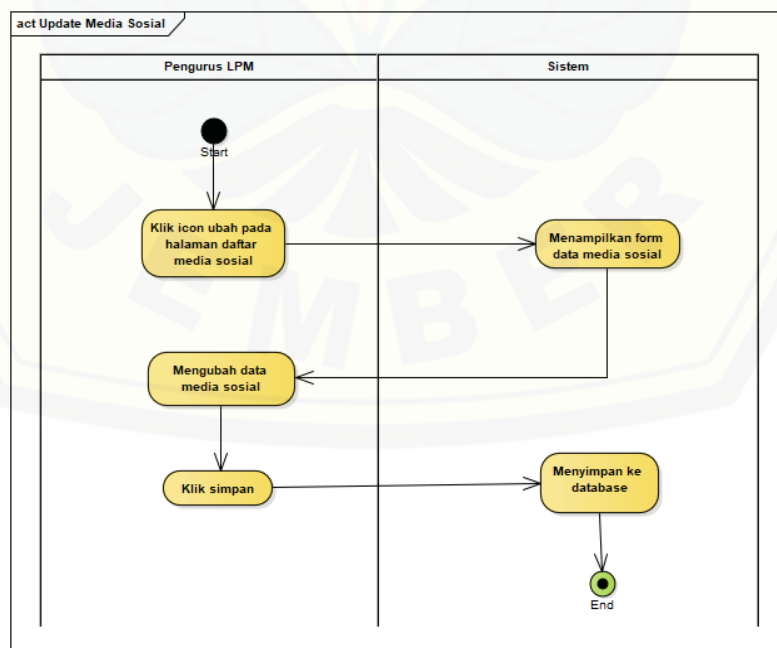 act Update Media Sosial
Pengurus LPM
Sistem
Start
Klik icon ubah pada
halaman daftar
media sosial
Menampilkan form
data media sosial
Mengubah data
media sosial
Klik simpan
Menyimpan ke
database
End
JEMBER